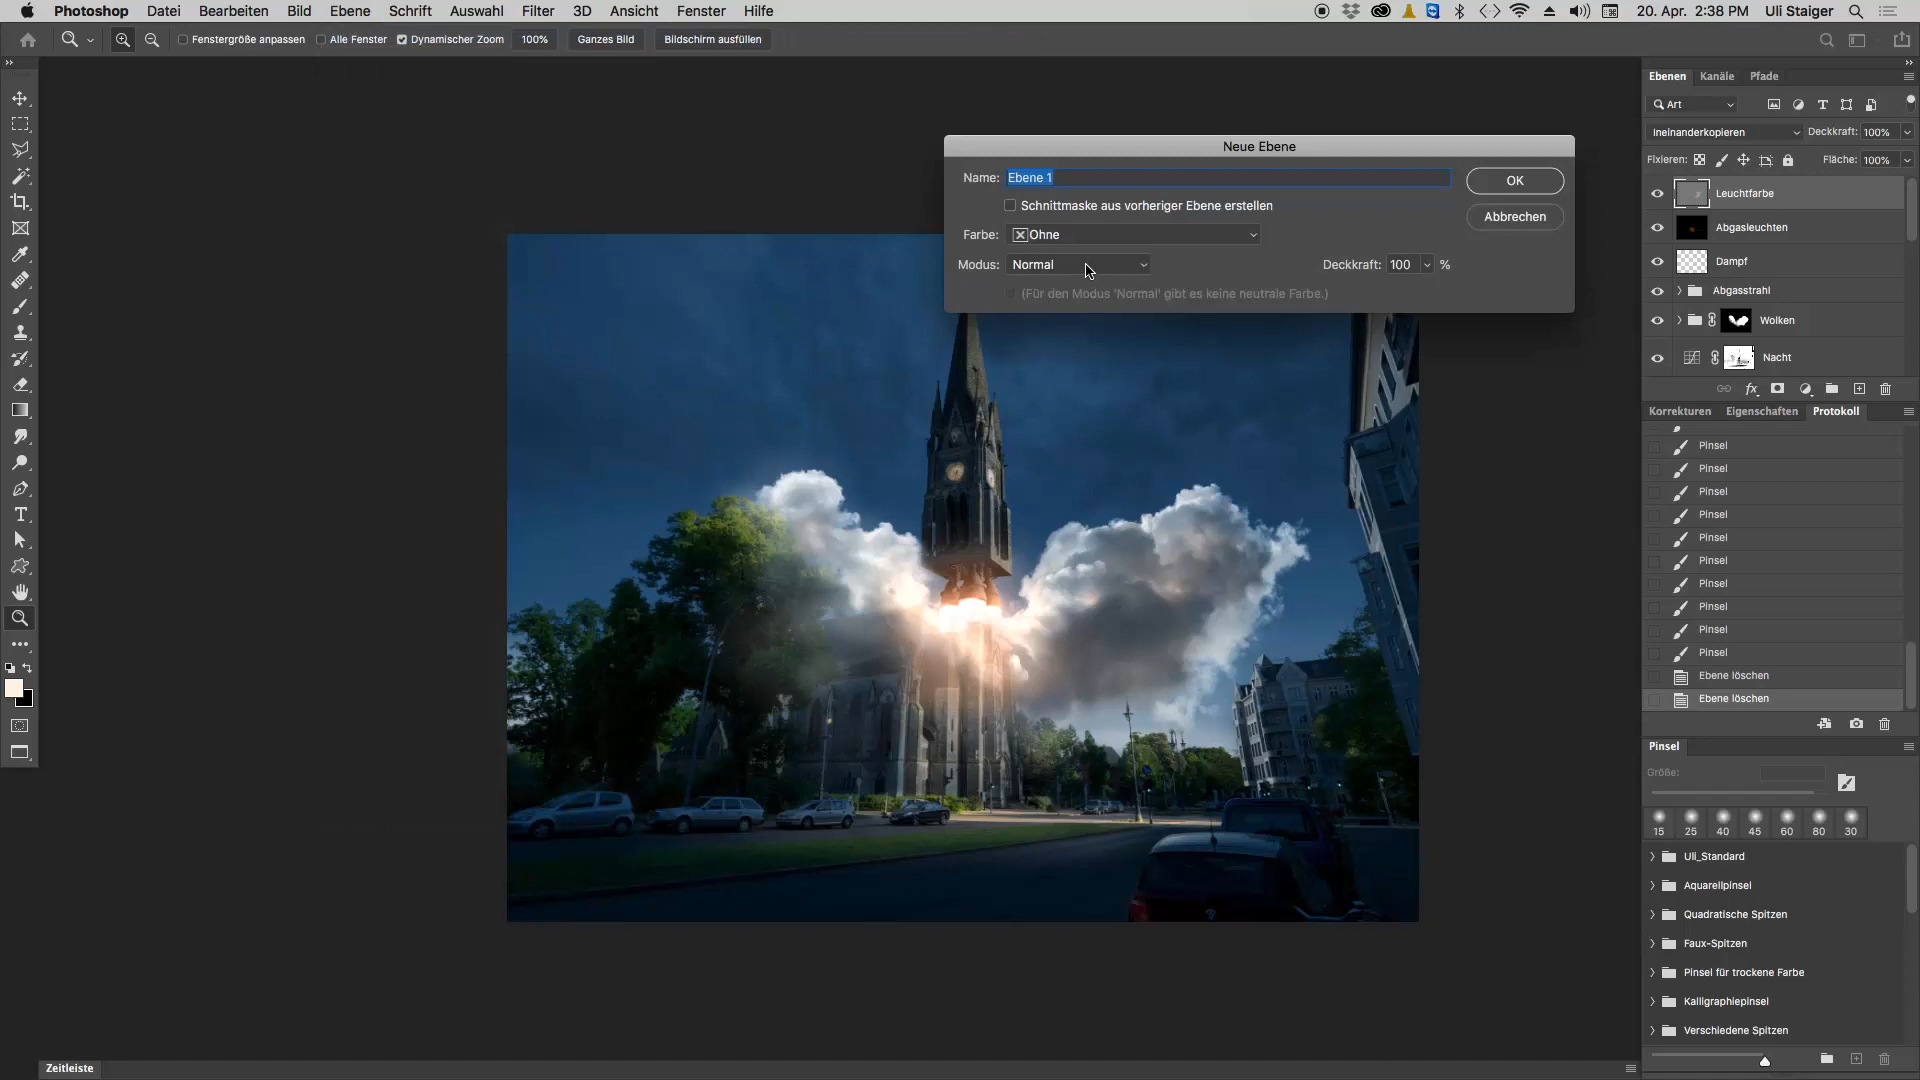 Photoshop Datei Bearbeiten Bild Ebene Schrift Auswahl Filter 3D Ansicht Fenster Hilfe 20. Apr. 2:38 PM Uli Staiger
Fenstergröße anpassen Alle Fenster Dynamischer Zoom 100% Ganzes Bild Bildschirm ausfüllen
Neue Ebene
Name: Ebene 1
OK
Schnittmaske aus vorheriger Ebene erstellen
Abbrechen
Farbe: Ohne
Modus: Normal Deckkraft: 100 %
(Für den Modus 'Normal' gibt es keine neutrale Farbe.)
Ebenen Kanäle Pfade
Art
Ineinanderkopieren Deckkraft: 100%
Fixieren: Fläche: 100%
Leuchtfarbe
Abgasleuchten
Dampf
Abgasstrahl
Wolken
Nacht
fx
Korrekturen Eigenschaften Protokoll
Pinsel
Pinsel
Pinsel
Pinsel
Pinsel
Pinsel
Pinsel
Pinsel
Pinsel
Pinsel
Ebene löschen
Ebene löschen
Pinsel
Größe:
15 25 40 45 60 80 30
Uli_Standard
Aquarellpinsel
Quadratische Spitzen
Faux-Spitzen
Pinsel für trockene Farbe
Kalligraphiepinsel
Verschiedene Spitzen
Zeitleiste